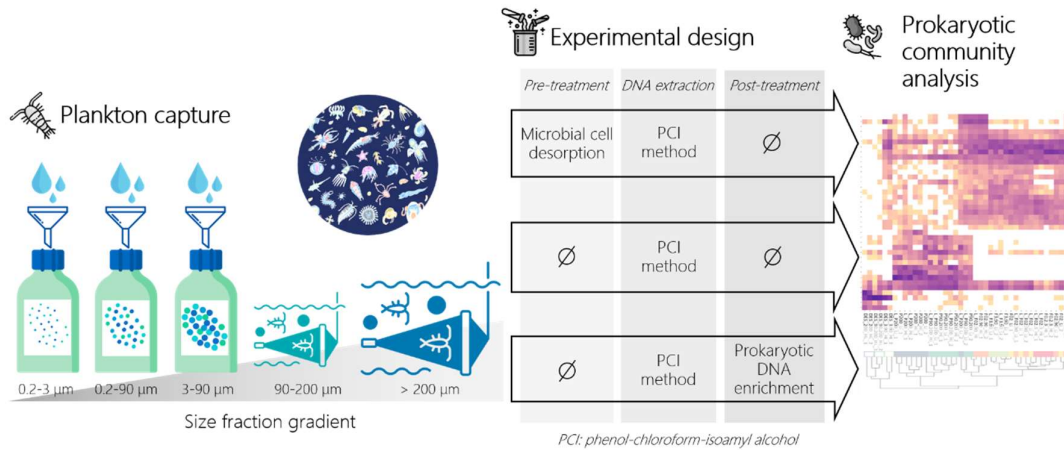 Plankton capture
0.2-3 µm
0.2-90 µm
3-90 µm
90-200 µm
> 200 µm
Size fraction gradient
Experimental design
Pre-treatment
DNA extraction
Post-treatment
Microbial cell
desorption
PCI
method
∅
∅
PCI
method
∅
∅
PCI
method
Prokaryotic
DNA
enrichment
PCI: phenol-chloroform-isoamyl alcohol
Prokaryotic
community
analysis